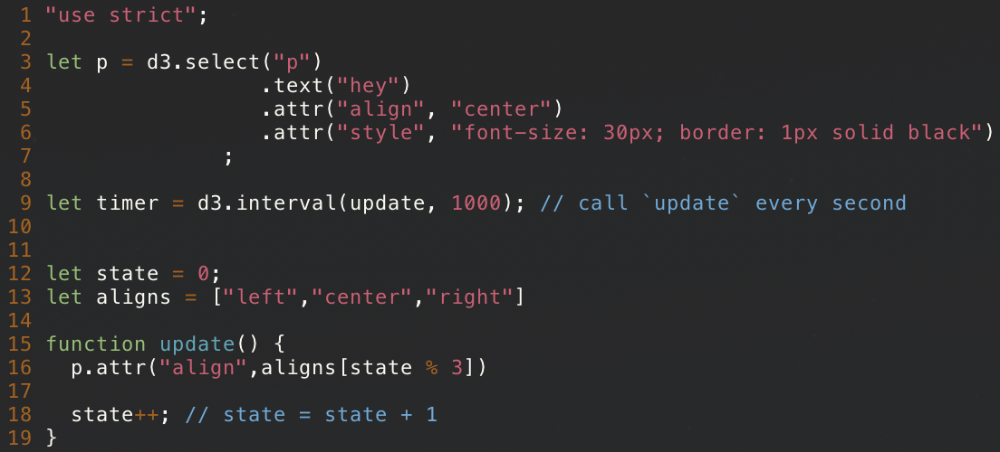 1 "use strict";
2
3 let p = d3.select("p")
4                  .text("hey")
5                  .attr("align", "center")
6                  .attr("style", "font-size: 30px; border: 1px solid black")
7               ;
8
9 let timer = d3.interval(update, 1000); // call `update` every second
10
11
12 let state = 0;
13 let aligns = ["left","center","right"]
14
15 function update() {
16   p.attr("align",aligns[state % 3])
17
18   state++; // state = state + 1
19 }